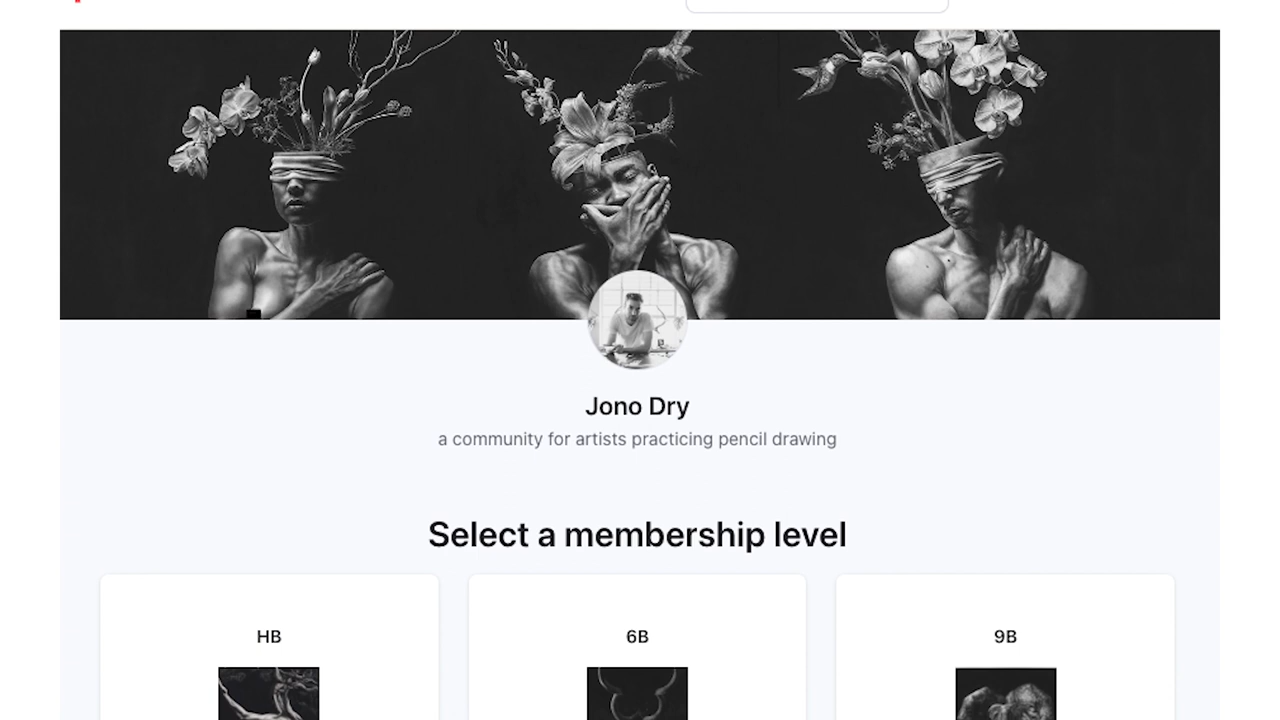 Jono Dry
a community for artists practicing pencil drawing
Select a membership level
HB
6B
9B